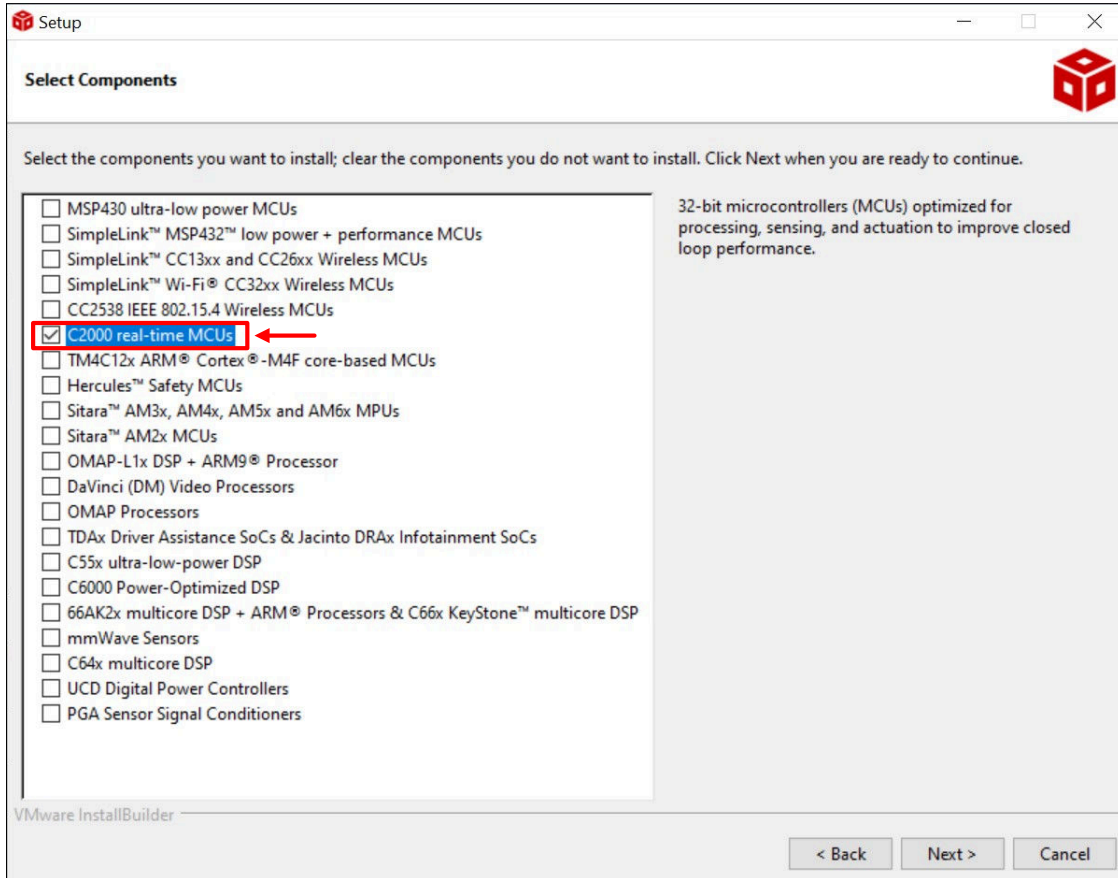 Setup
Select Components
Select the components you want to install; clear the components you do not want to install. Click Next when you are ready to continue.
MSP430 ultra-low power MCUs
SimpleLink™ MSP432™ low power + performance MCUs
SimpleLink™ CC13xx and CC26xx Wireless MCUs
SimpleLink™ Wi-Fi® CC32xx Wireless MCUs
CC2538 IEEE 802.15.4 Wireless MCUs
C2000 real-time MCUs
TM4C12x ARM® Cortex®-M4F core-based MCUs
Hercules™ Safety MCUs
Sitara™ AM3x, AM4x, AM5x and AM6x MPUs
Sitara™ AM2x MCUs
OMAP-L1x DSP + ARM9® Processor
DaVinci (DM) Video Processors
OMAP Processors
TDAx Driver Assistance SoCs & Jacinto DRAx Infotainment SoCs
C55x ultra-low-power DSP
C6000 Power-Optimized DSP
66AK2x multicore DSP + ARM® Processors & C66x KeyStone™ multicore DSP
mmWave Sensors
C64x multicore DSP
UCD Digital Power Controllers
PGA Sensor Signal Conditioners
32-bit microcontrollers (MCUs) optimized for
processing, sensing, and actuation to improve closed
loop performance.
VMware InstallBuilder
< Back
Next >
Cancel